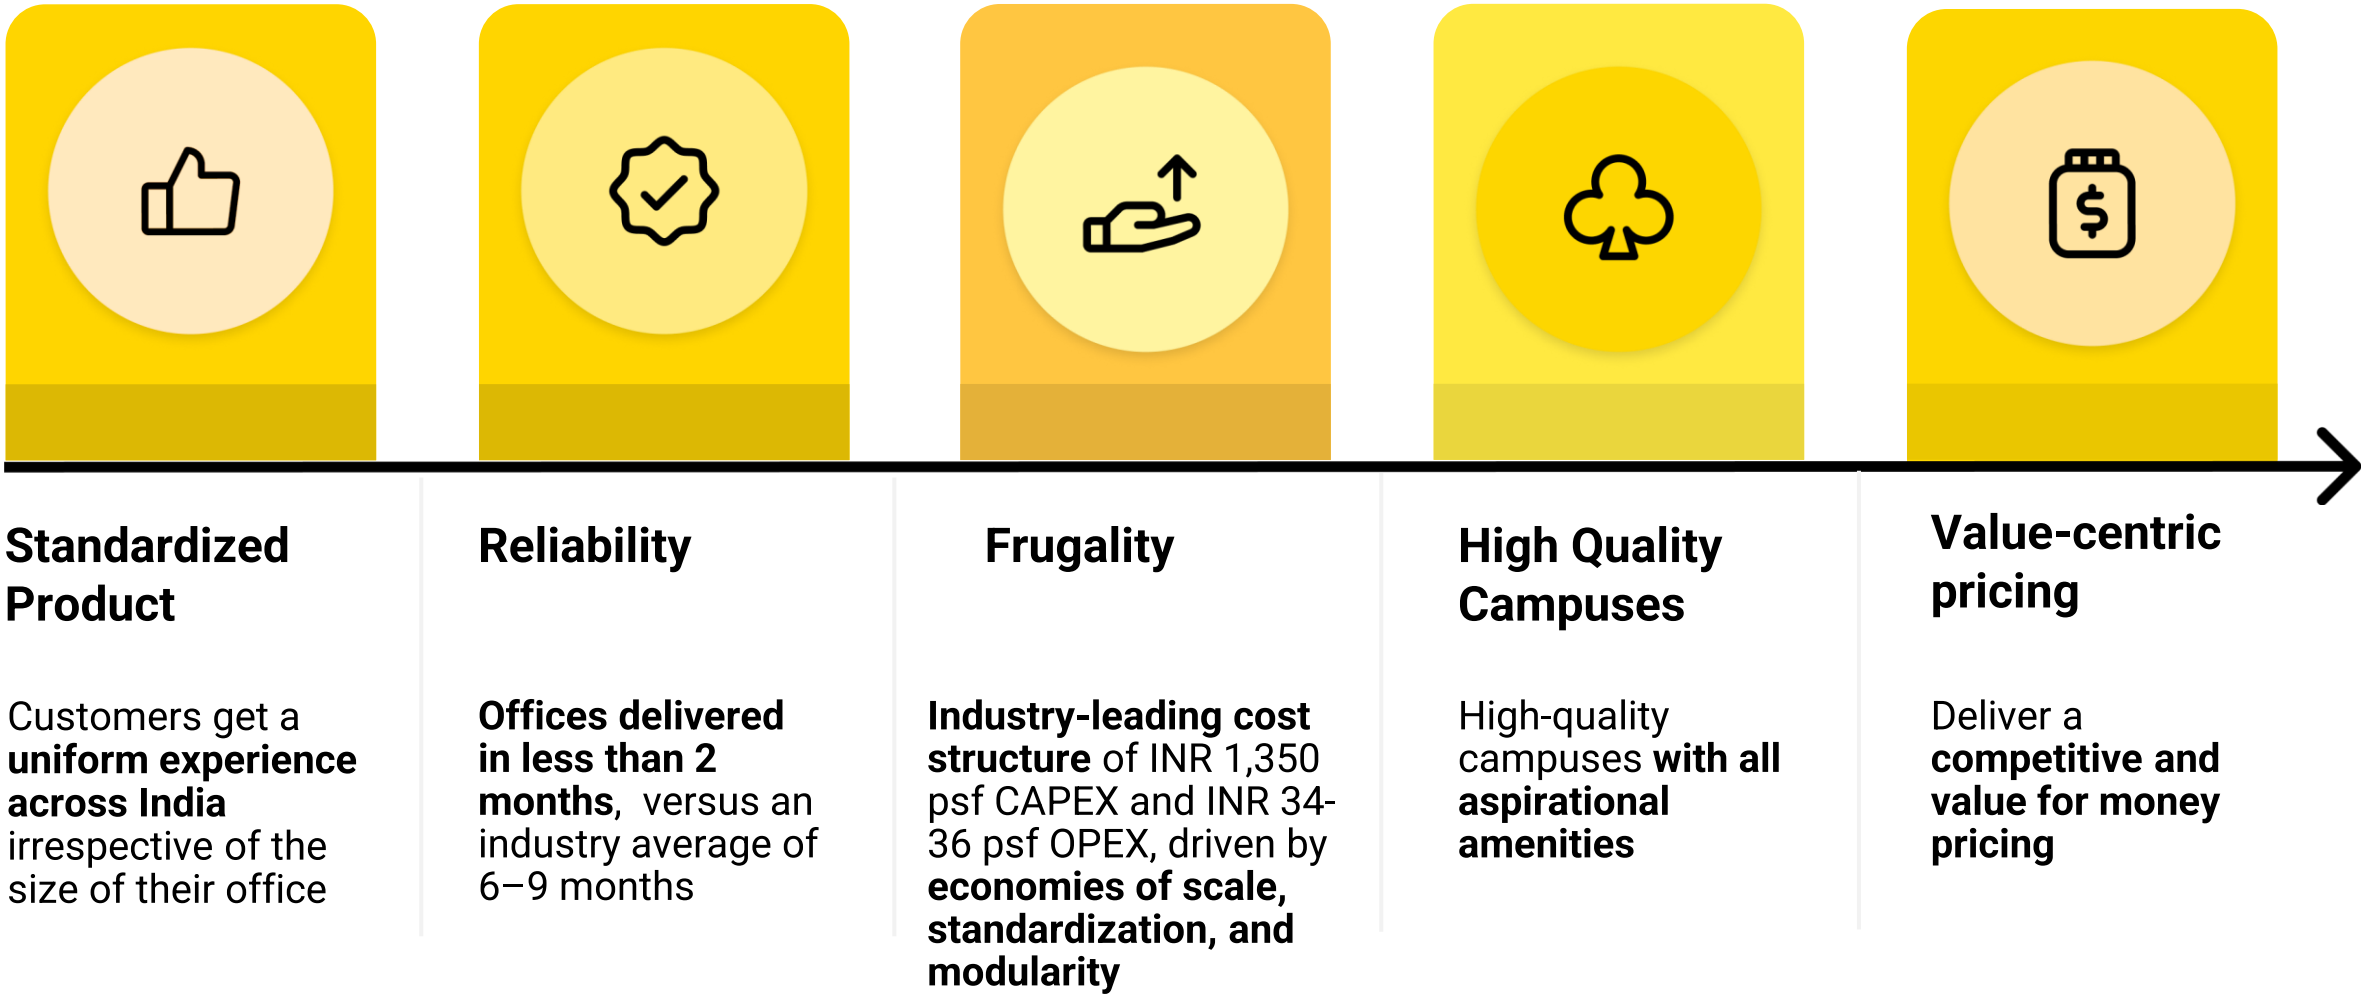 Standardized
Product
Customers get a
uniform experience
across India
irrespective of the
size of their office
Reliability
Offices delivered
in less than 2
months,  versus an
industry average of
6–9 months
Frugality
Industry-leading cost
structure of INR 1,350
psf CAPEX and INR 34-
36 psf OPEX, driven by
economies of scale,
standardization, and
modularity
High Quality
Campuses
High-quality
campuses with all
aspirational
amenities
Value-centric
pricing
Deliver a
competitive and
value for money
pricing